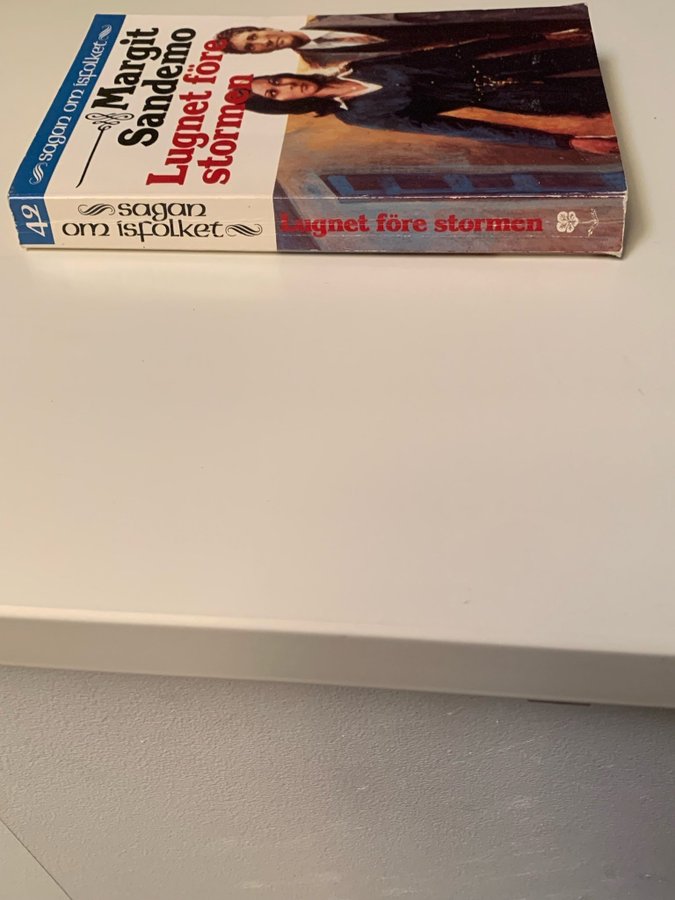 sagan om isfolket
Margit
Sandemo
Lugnet före
stormen
42
sagan
om isfolket
Lugnet före stormen